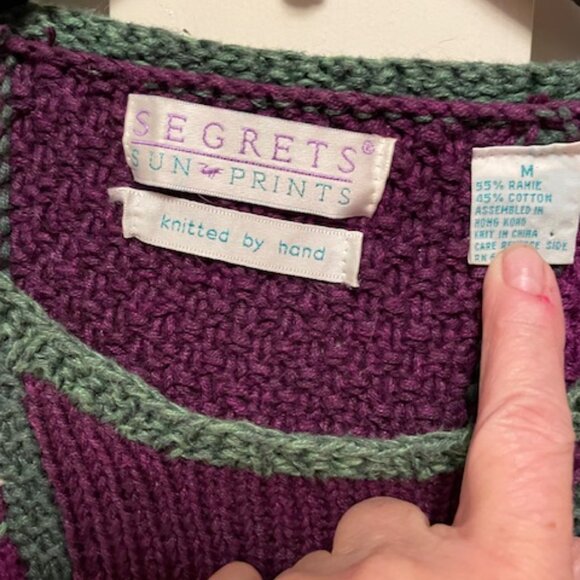 SEGRETS®
SUN PRINTS
knitted by hand
M
55% RAMIE
45% COTTON
ASSEMBLED IN
HONG KONG
KNIT IN CHINA
CARE REVERSE SIDE
RN